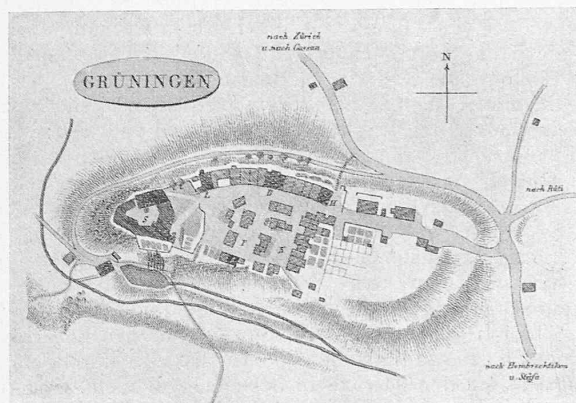 nach Zürich
u. nach Gossau
GRÜNINGEN
N
nach Rüti
nach Hombrechtikon
u. Stäfa